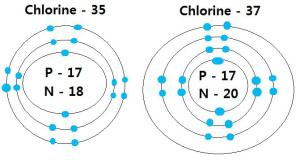 Chlorine - 35
P - 17
N - 18
Chlorine - 37
P - 17
N - 20